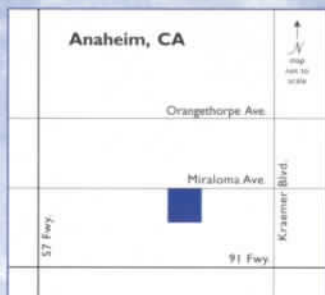 Anaheim, CA
N
map
not to
scale
Orangethorpe Ave.
Miraloma Ave.
Kraemer Blvd.
57 Fwy.
91 Fwy